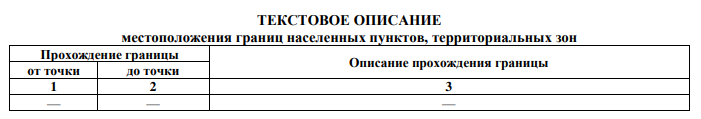 ТЕКСТОВОЕ ОПИСАНИЕ
местоположения границ населенных пунктов, территориальных зон
Прохождение границы
Описание прохождения границы
от точки до точки
1 2 3
— — —